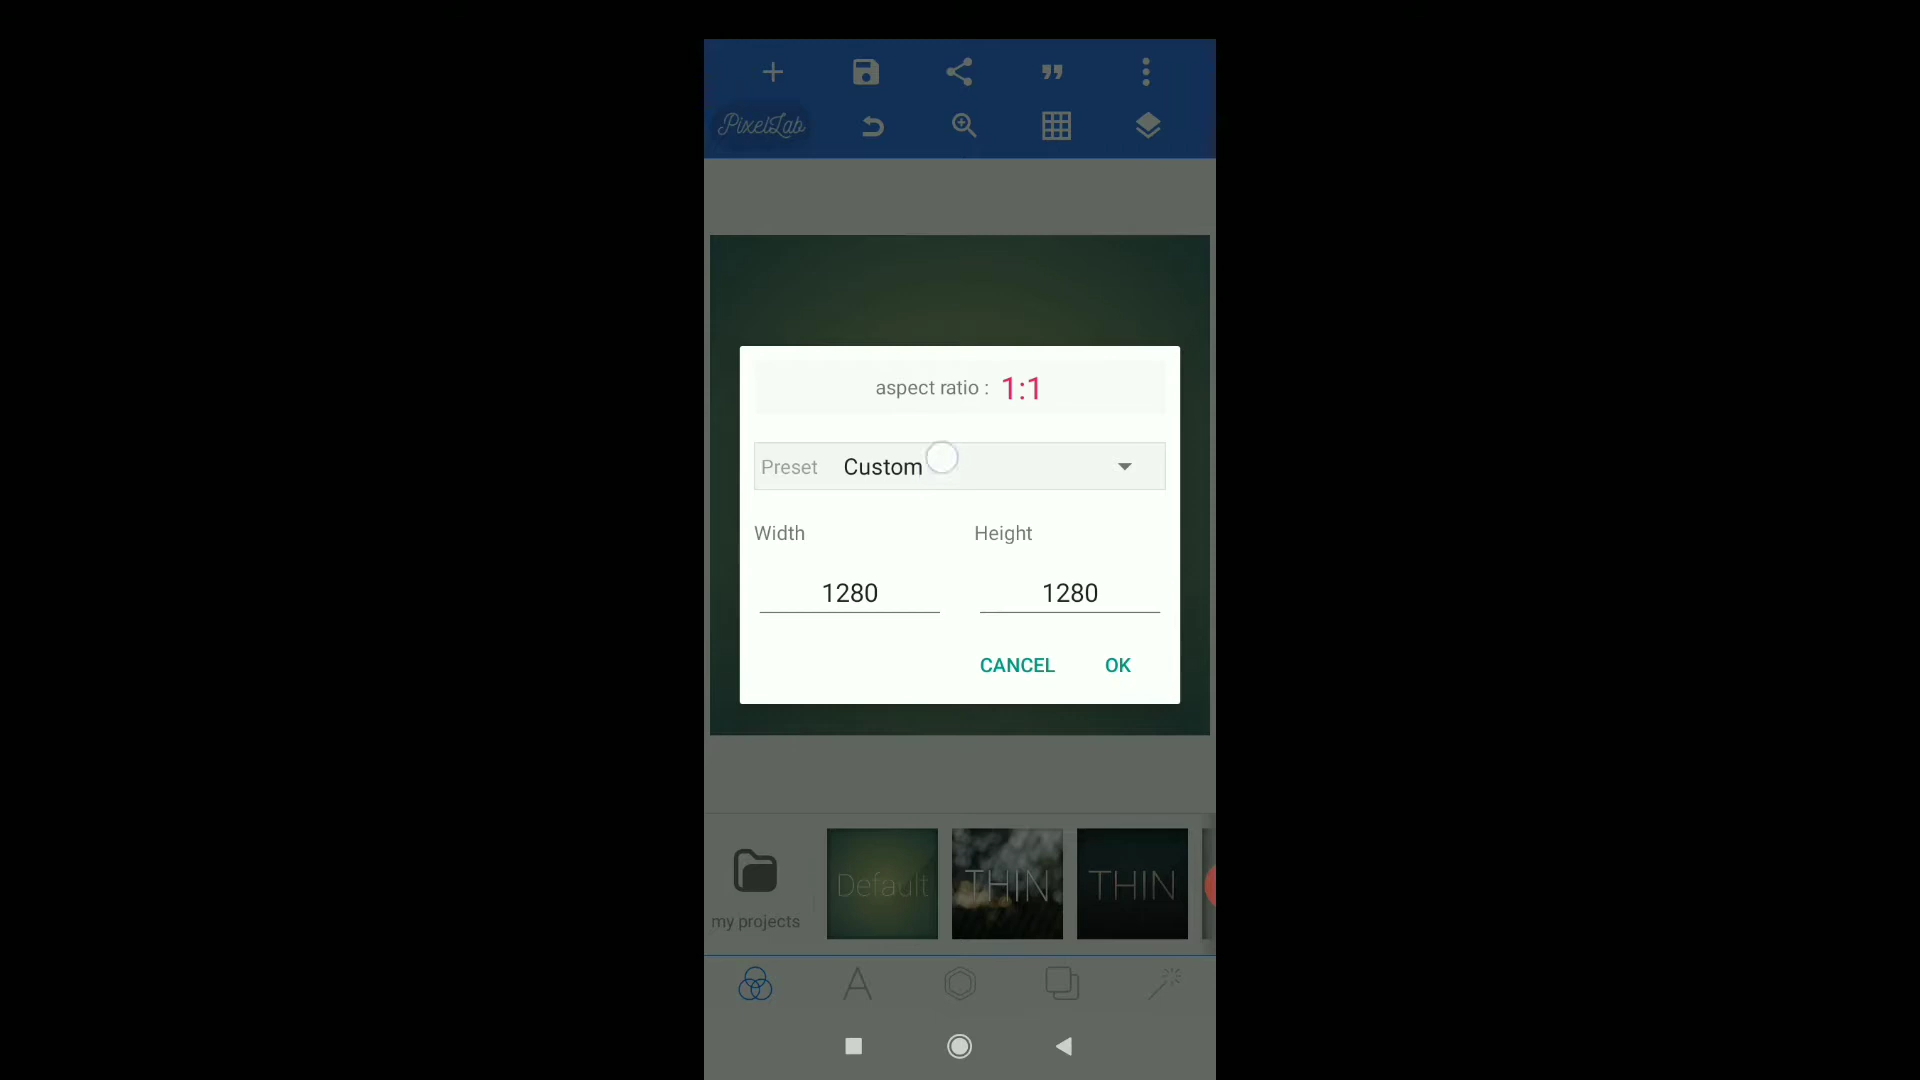 PixelLab
aspect ratio : 1:1
Preset Custom
Width Height
1280 1280
CANCEL OK
my projects
Default
THIN
THIN